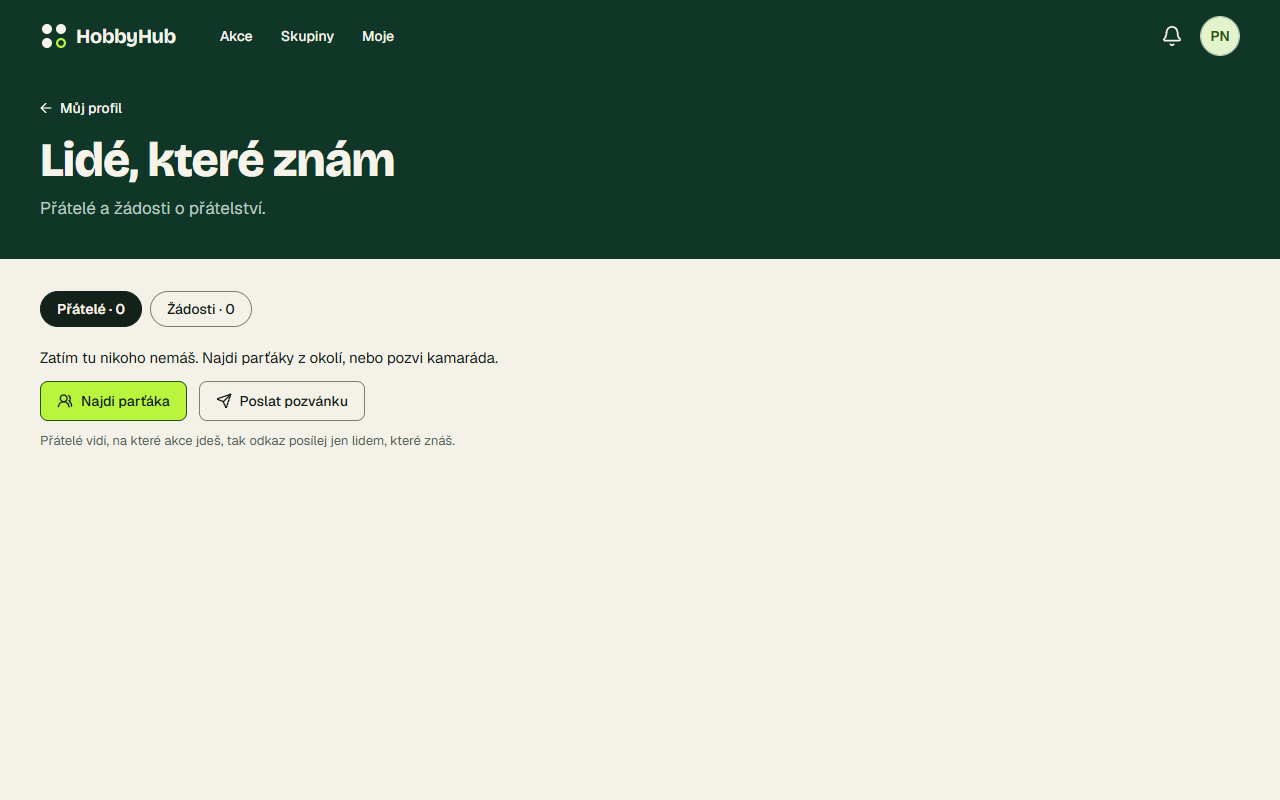 HobbyHub Akce Skupiny Moje PN
Můj profil
Lidé, které znám
Přátelé a žádosti o přátelství.
Přátelé · 0 Žádosti · 0
Zatím tu nikoho nemáš. Najdi parťáky z okolí, nebo pozvi kamaráda.
Najdi parťáka Poslat pozvánku
Přátelé vidí, na které akce jdeš, tak odkaz posílej jen lidem, které znáš.